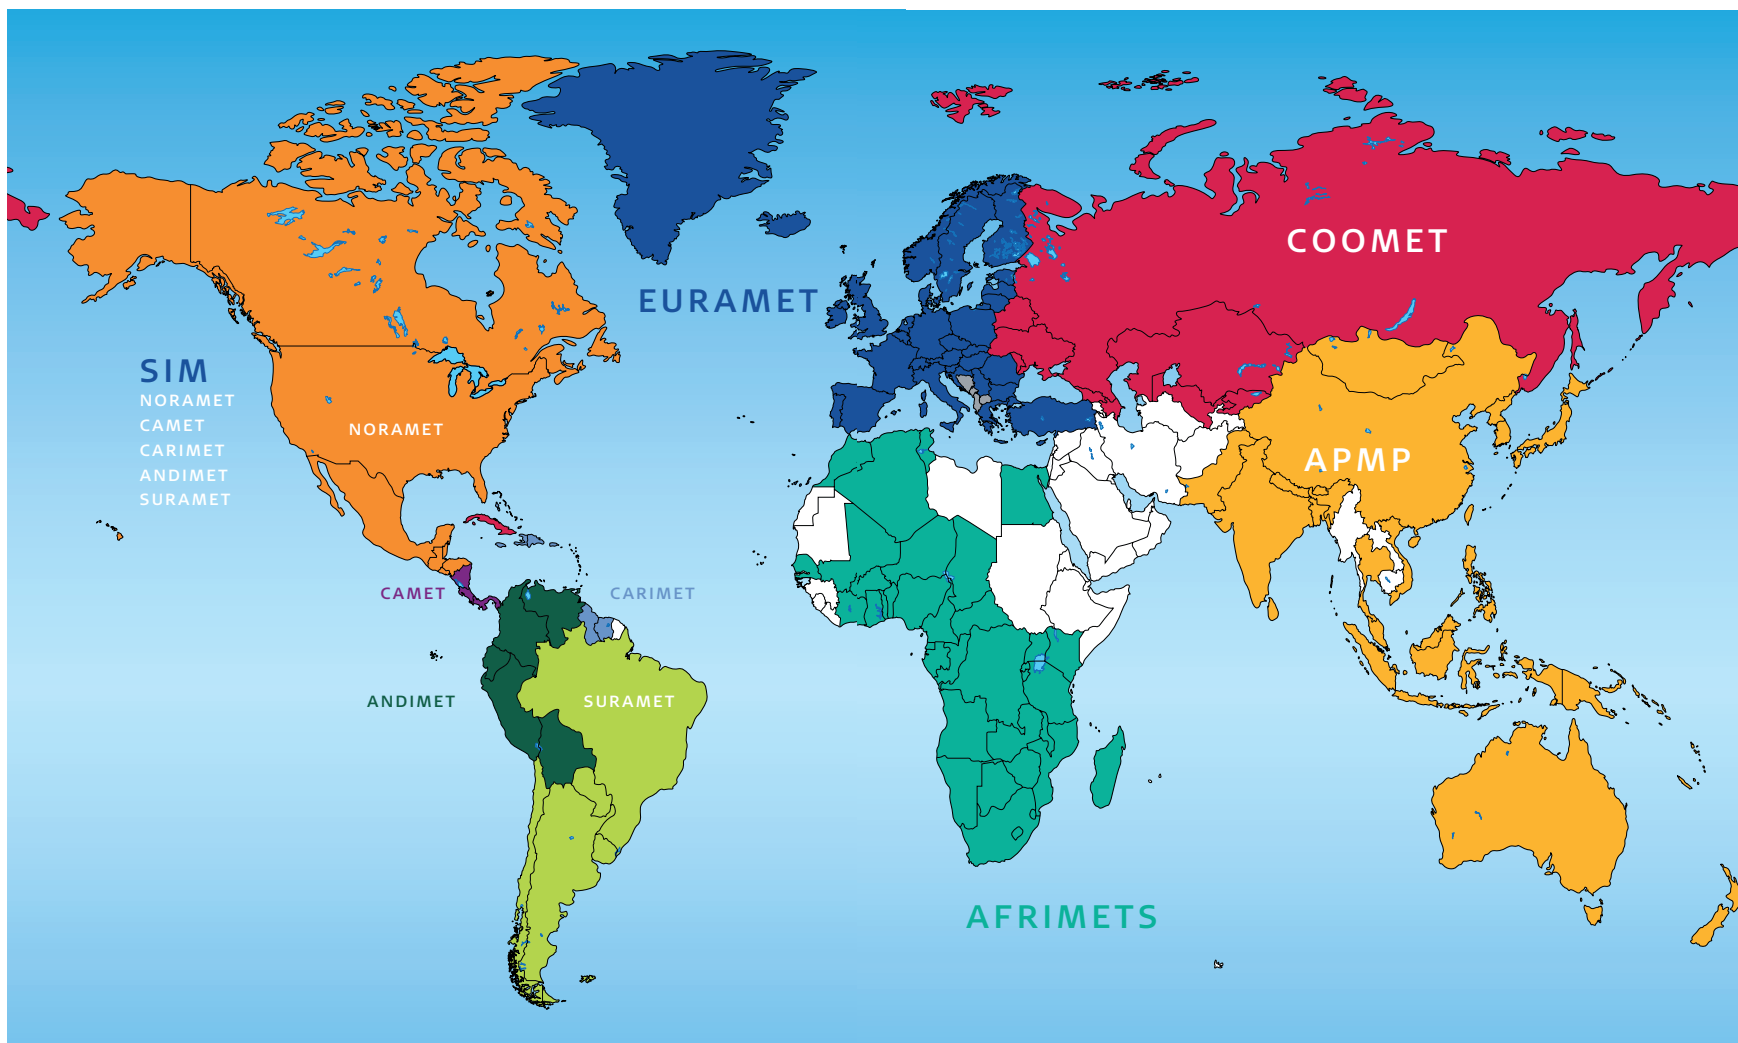 COOMET
EURAMET
SIM
NORAMET
CAMET
CARIMET
ANDIMET
SURAMET
NORAMET
APMP
CAMET
CARIMET
ANDIMET
SURAMET
AFRIMETS